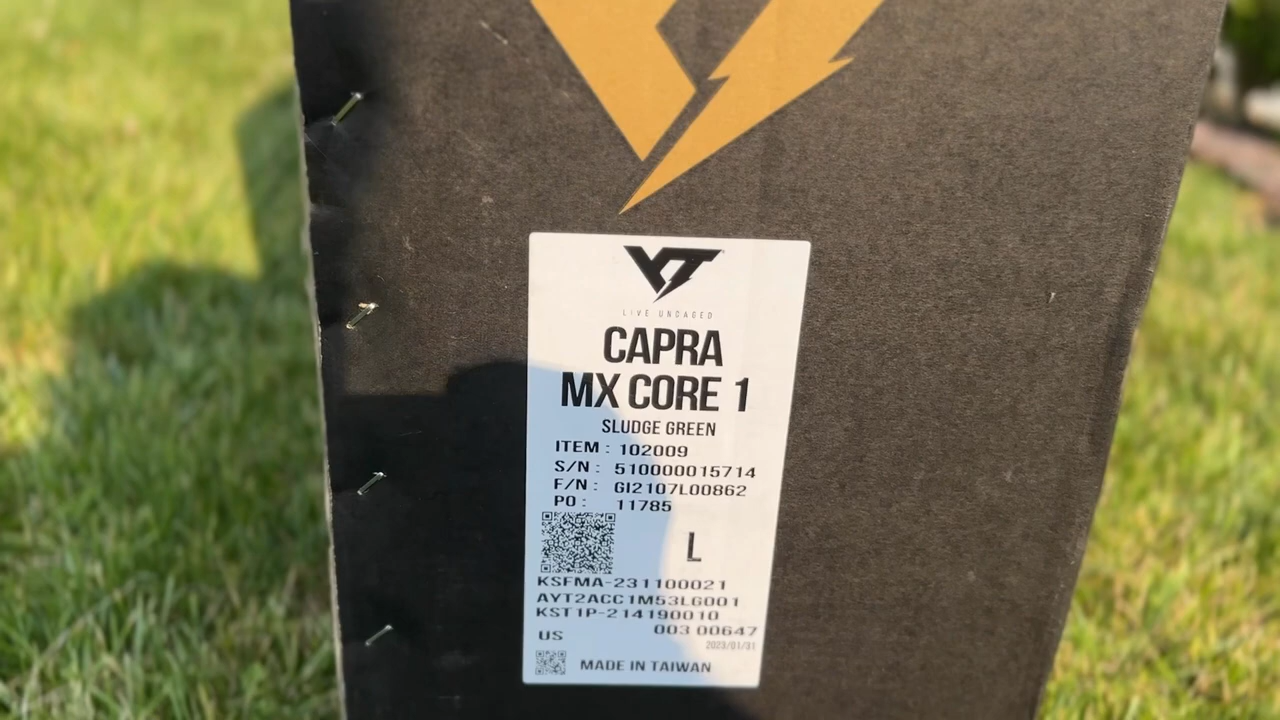 YT
LIVE UNCAGED
CAPRA
MX CORE 1
SLUDGE GREEN
ITEM : 102009
S/N : 510000015714
F/N : GI2107L00862
PO : 11785
L
KSFMA-231100021
AYT2ACC1M53LG001
KST1P-214190010
003 00647
US
2023/01/31
MADE IN TAIWAN